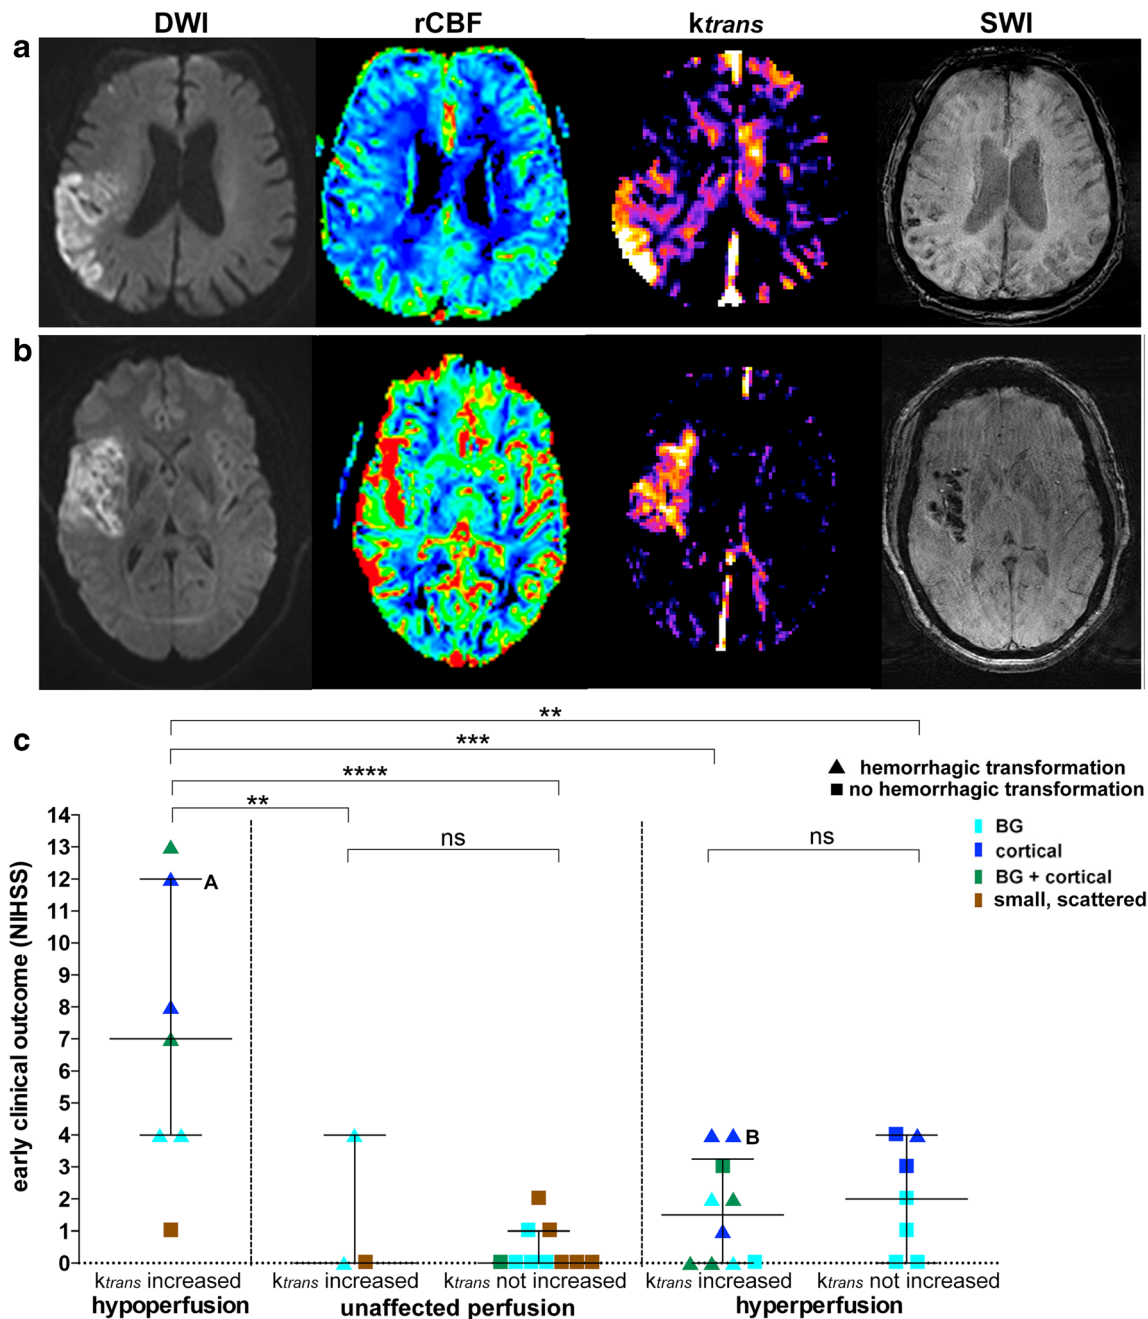 DWI rCBF ktrans SWI
a
b
c
**
***
****
**
ns
ns
▲ hemorrhagic transformation
■ no hemorrhagic transformation
BG
cortical
BG + cortical
small, scattered
early clinical outcome (NIHSS)
14
13
12
11
10
9
8
7
6
5
4
3
2
1
0
A
B
ktrans increased ktrans increased ktrans not increased ktrans increased ktrans not increased
hypoperfusion unaffected perfusion hyperperfusion